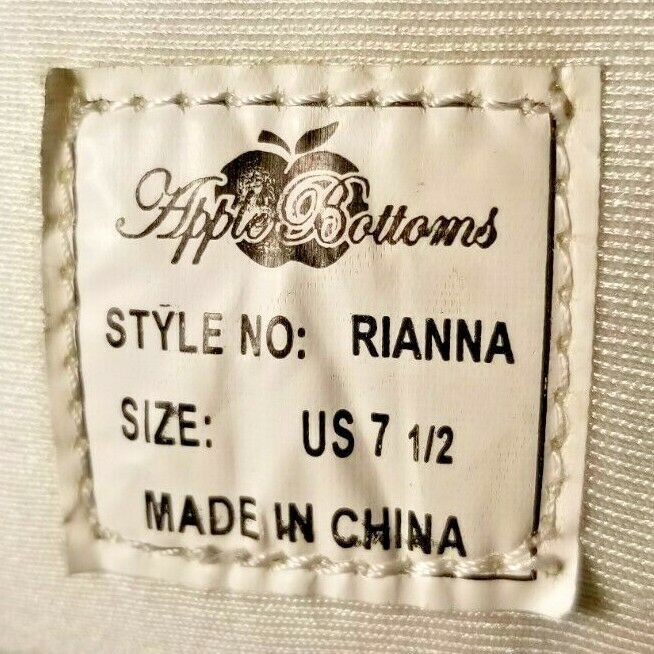 Apple Bottoms
STYLE NO: RIANNA
SIZE: US 7 1/2
MADE IN CHINA